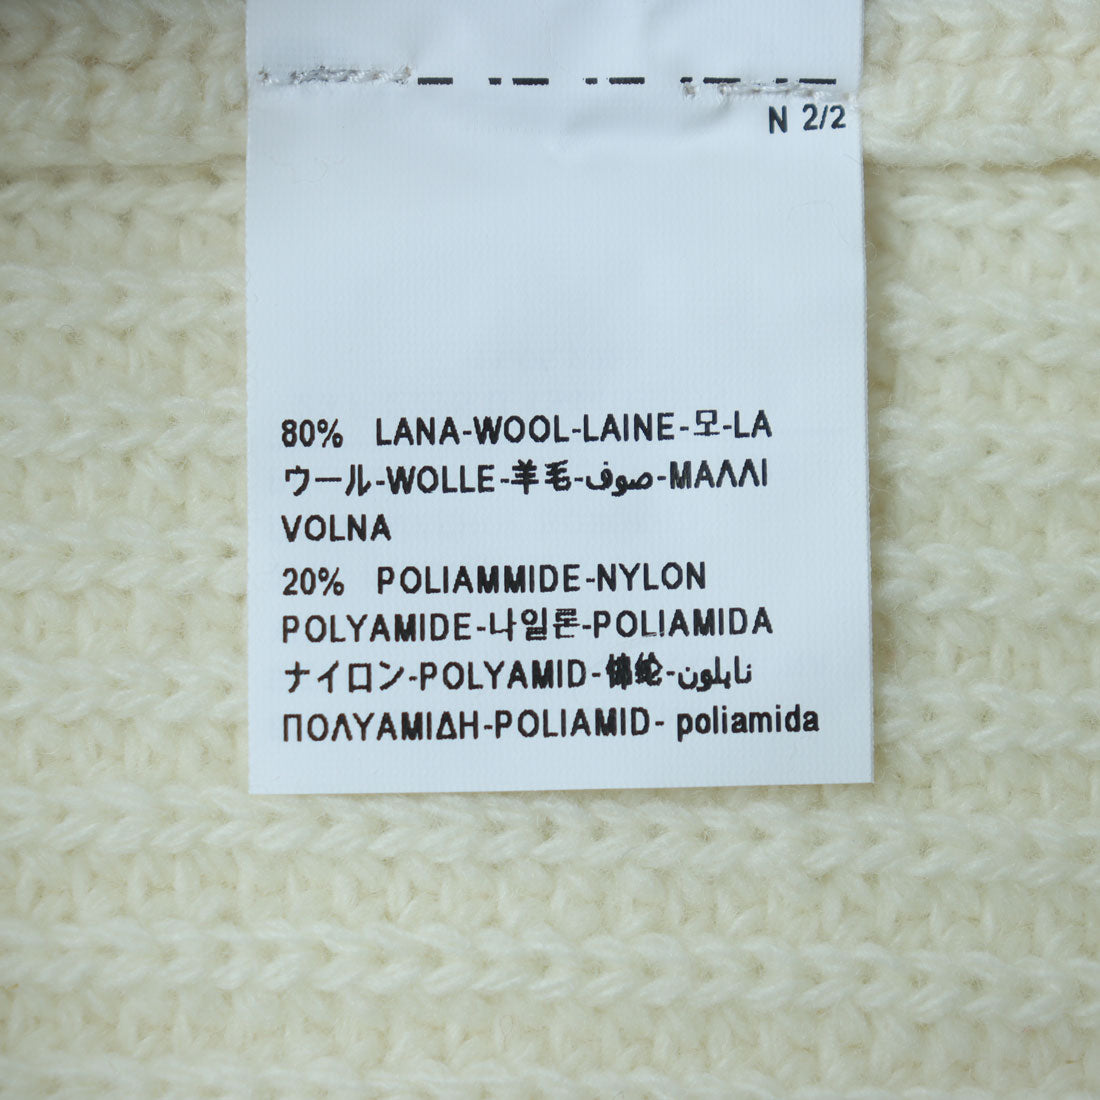 N 2/2
80% LANA-WOOL-LAINE-모-LA
ウール-WOLLE-羊毛-صوف-ΜΑΛΛΙ
VOLNA
20% POLIAMMIDE-NYLON
POLYAMIDE-나일론-POLIAMIDA
ナイロン-POLYAMID-锦纶-نايلون
ΠΟΛΥΑΜΙΔΗ-POLIAMID- poliamida